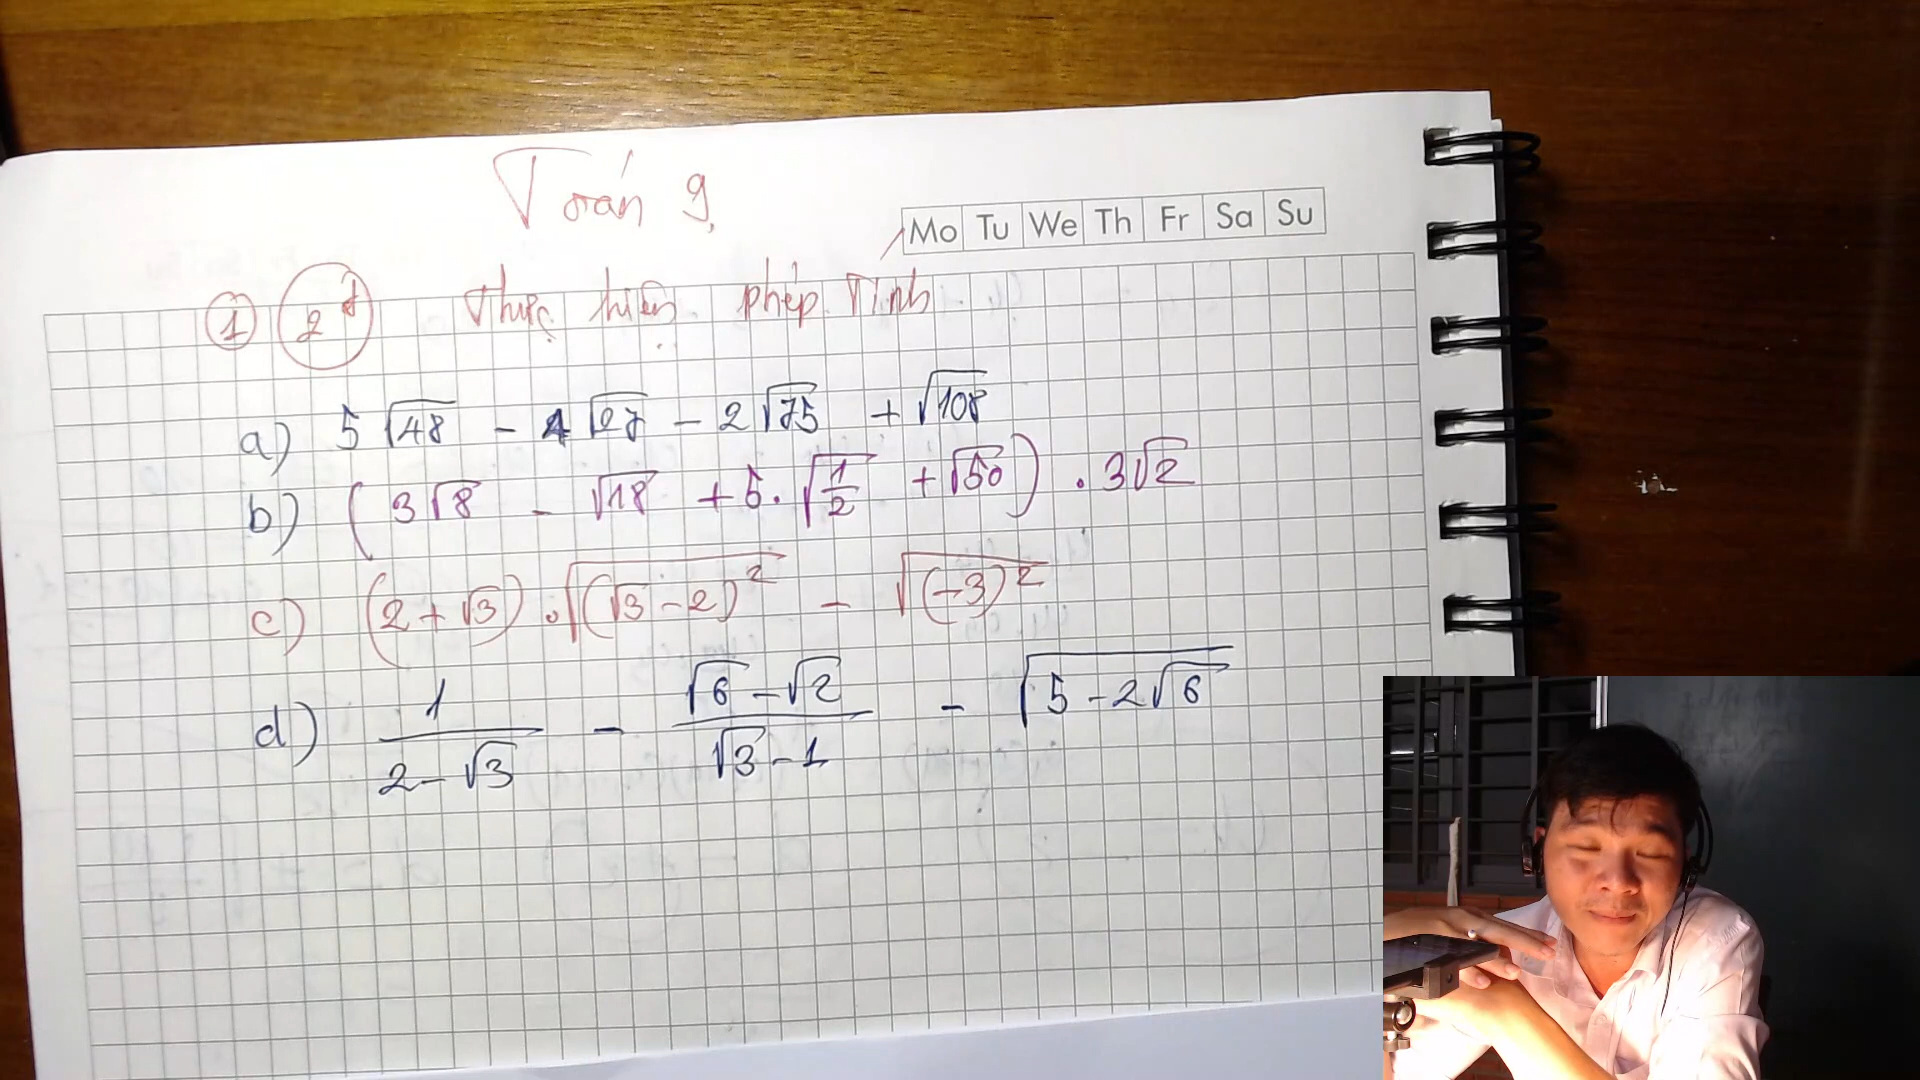 Toán 9
Mo Tu We Th Fr Sa Su
① 2đ Thực hiện phép tính
a) 5√48 - 4√27 - 2√75 + √108
b) (3√8 - √18 + 5.√(1/2) + √50) . 3√2
c) (2+√3).√((√3-2)²) - √((-3)²)
d) 1/(2-√3) - (√6-√2)/(√3-1) - √(5-2√6)